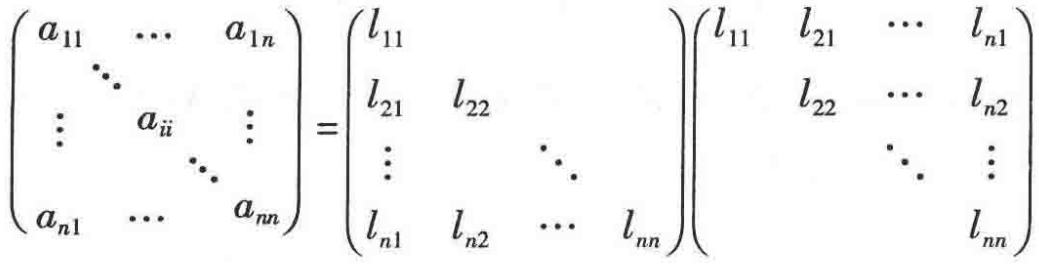 a₁₁ ⋯ a₁ₙ l₁₁ l₁₁ l₂₁ ⋯ lₙ₁
⋱ l₂₁ l₂₂ l₂₂ ⋯ lₙ₂
⋮ aᵢᵢ ⋮ = ⋮ ⋱ ⋱ ⋮
⋱
aₙ₁ ⋯ aₙₙ lₙ₁ lₙ₂ ⋯ lₙₙ lₙₙ